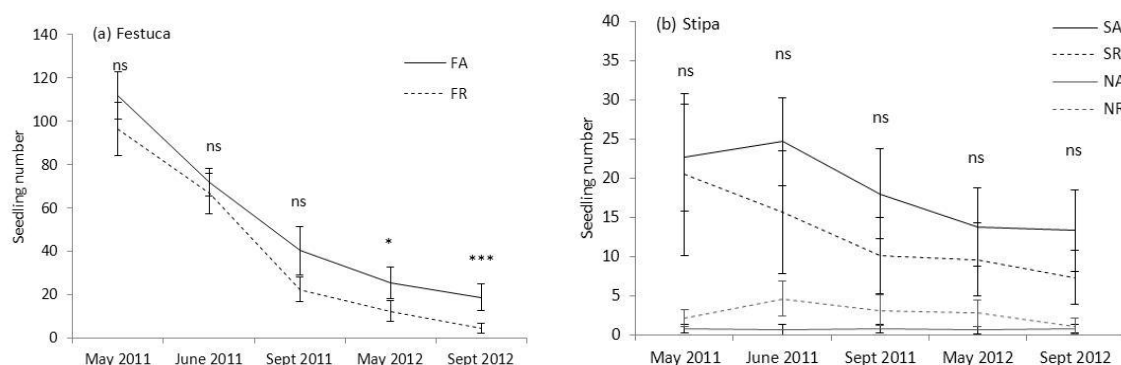 (a) Festuca
140
120
100
80
60
40
20
0
Seedling number
ns
ns
ns
*
***
FA
FR
May 2011 June 2011 Sept 2011 May 2012 Sept 2012
(b) Stipa
40
35
30
25
20
15
10
5
0
Seedling number
ns
ns
ns
ns
ns
SA
SR
NA
NR
May 2011 June 2011 Sept 2011 May 2012 Sept 2012